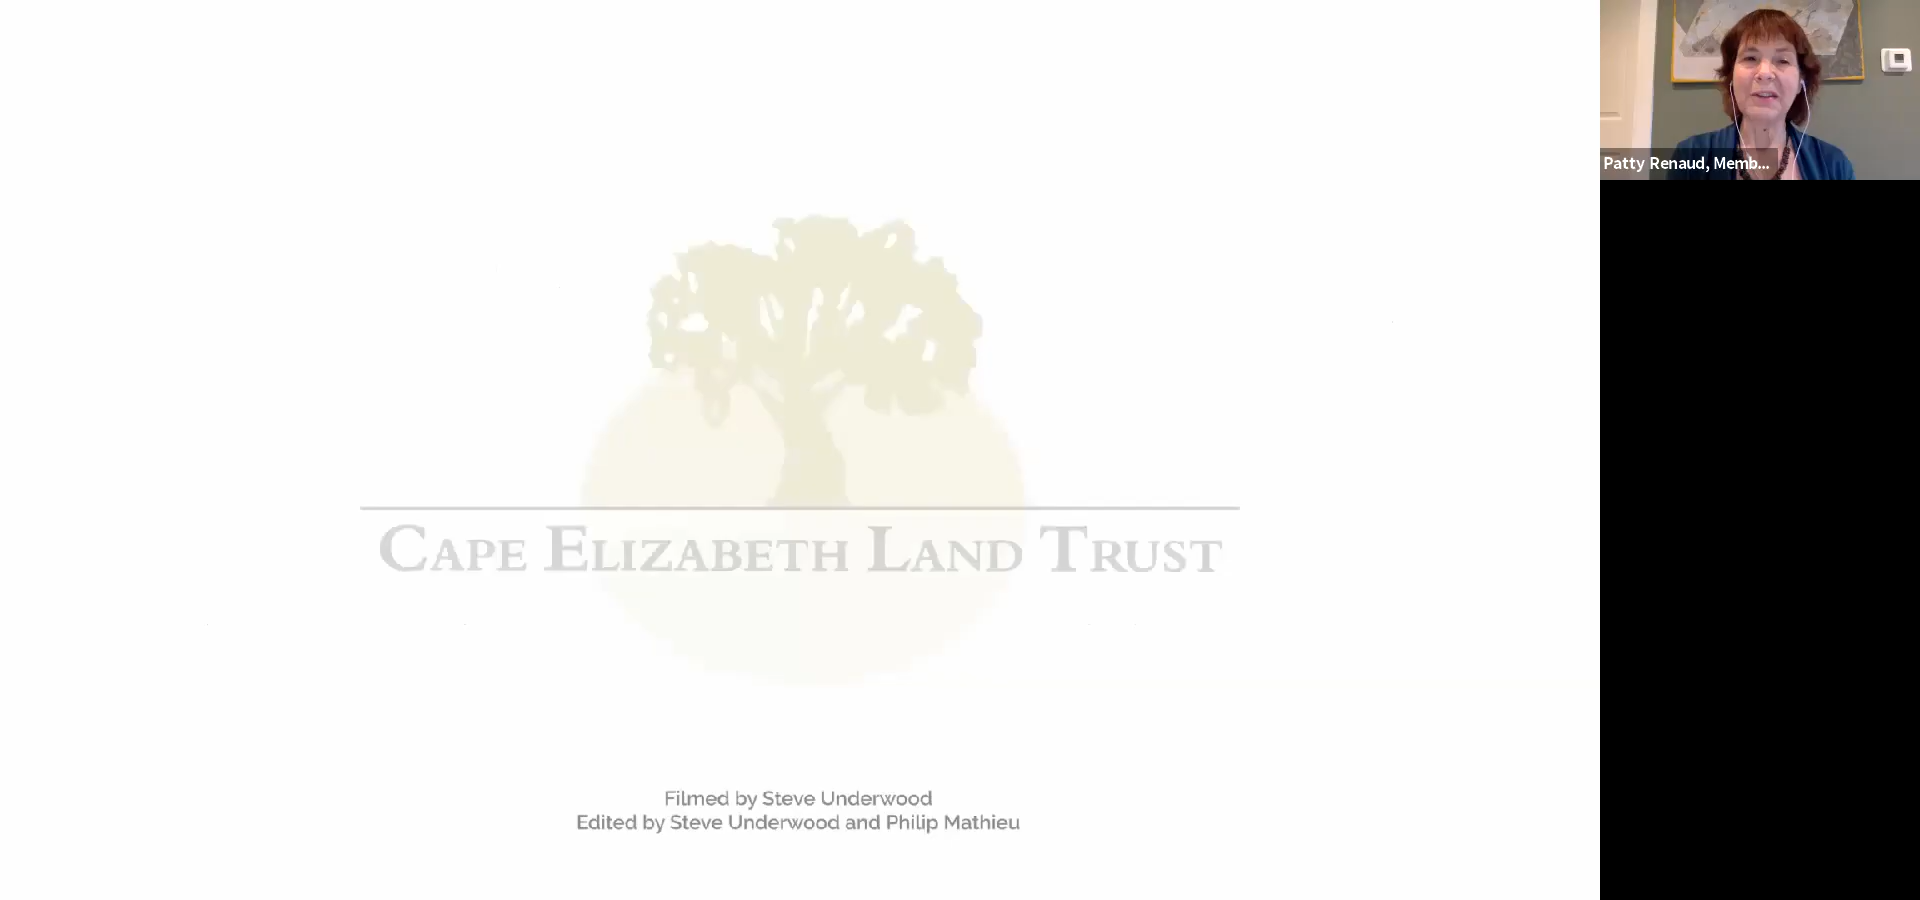 Patty Renaud, Memb...
CAPE ELIZABETH LAND TRUST
Filmed by Steve Underwood
Edited by Steve Underwood and Philip Mathieu